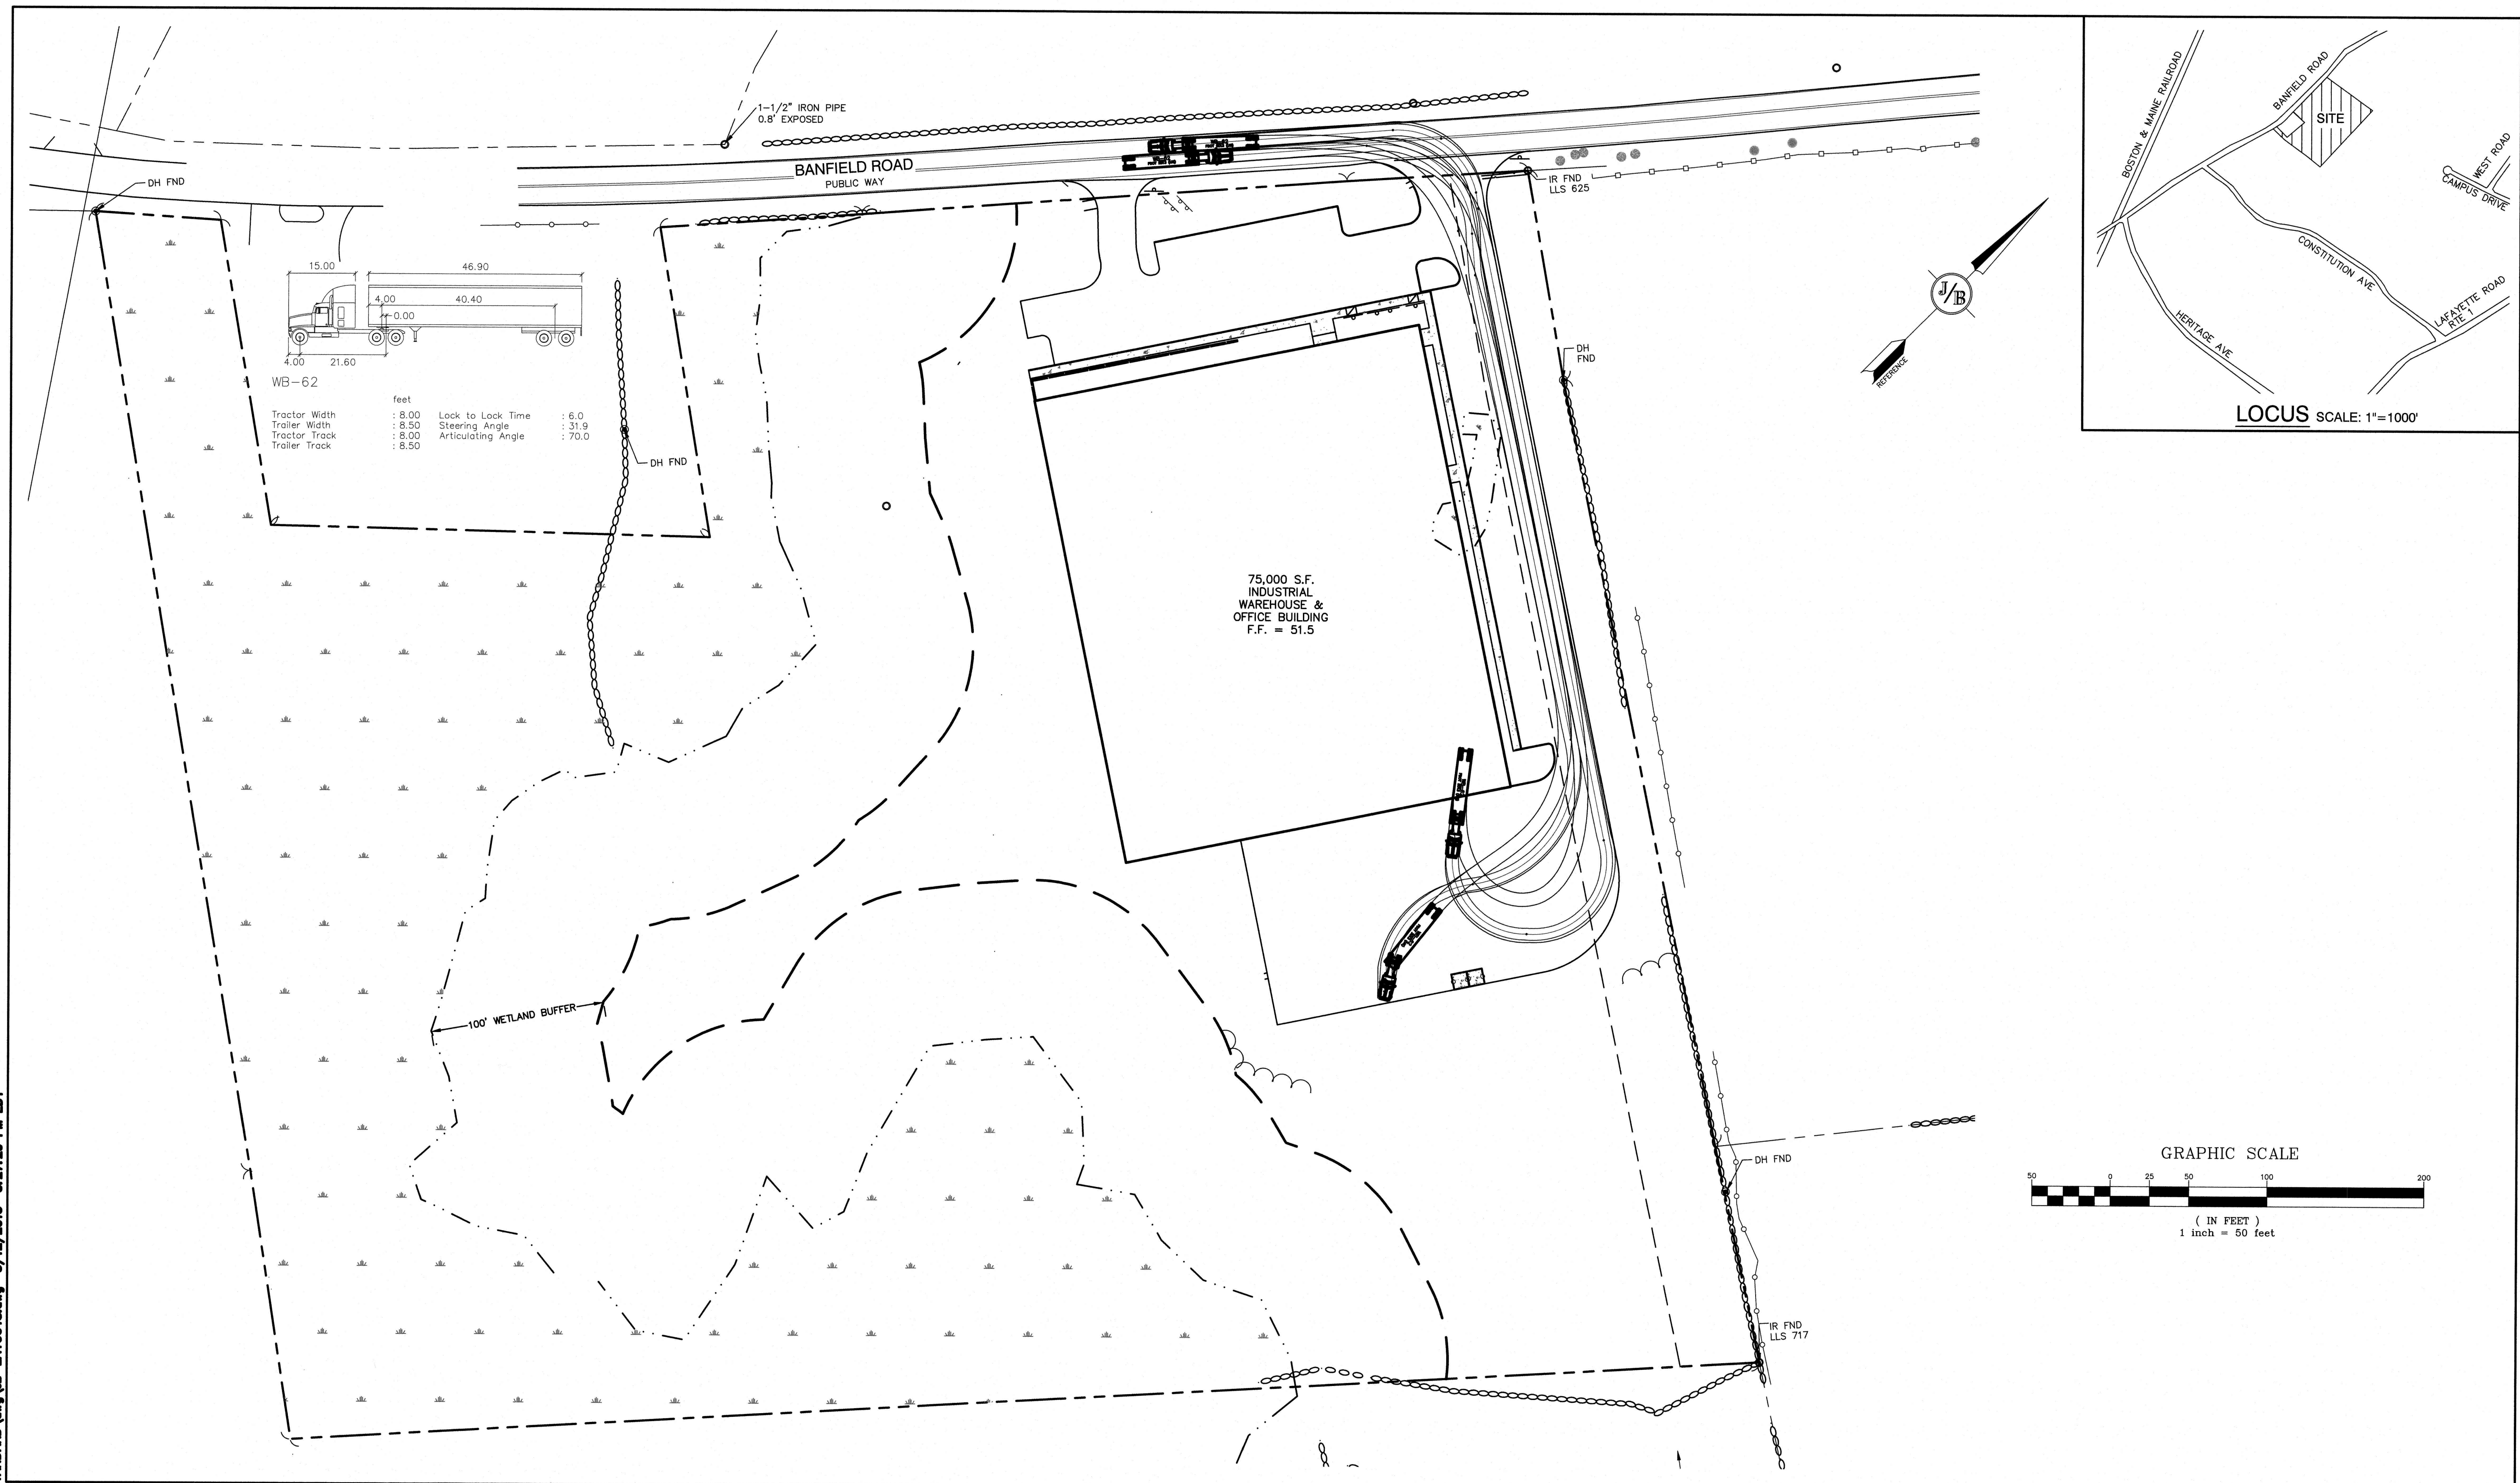 1-1/2" IRON PIPE
0.8' EXPOSED
BANFIELD ROAD
PUBLIC WAY
DH FND
IR FND
LLS 625
15.00
46.90
4.00
40.40
0.00
4.00
21.60
WB-62
feet
Tractor Width : 8.00 Lock to Lock Time : 6.0
Trailer Width : 8.50 Steering Angle : 31.9
Tractor Track : 8.00 Articulating Angle : 70.0
Trailer Track : 8.50
DH FND
DH
FND
75,000 S.F.
INDUSTRIAL
WAREHOUSE &
OFFICE BUILDING
F.F. = 51.5
100' WETLAND BUFFER
DH FND
IR FND
LLS 717
J/B
REFERENCE
BOSTON & MAINE RAILROAD
BANFIELD ROAD
SITE
WEST ROAD
CAMPUS DRIVE
CONSTITUTION AVE
HERITAGE AVE
LAFAYETTE ROAD
RTE 1
LOCUS SCALE: 1"=1000'
GRAPHIC SCALE
50 0 25 50 100 200
( IN FEET )
1 inch = 50 feet